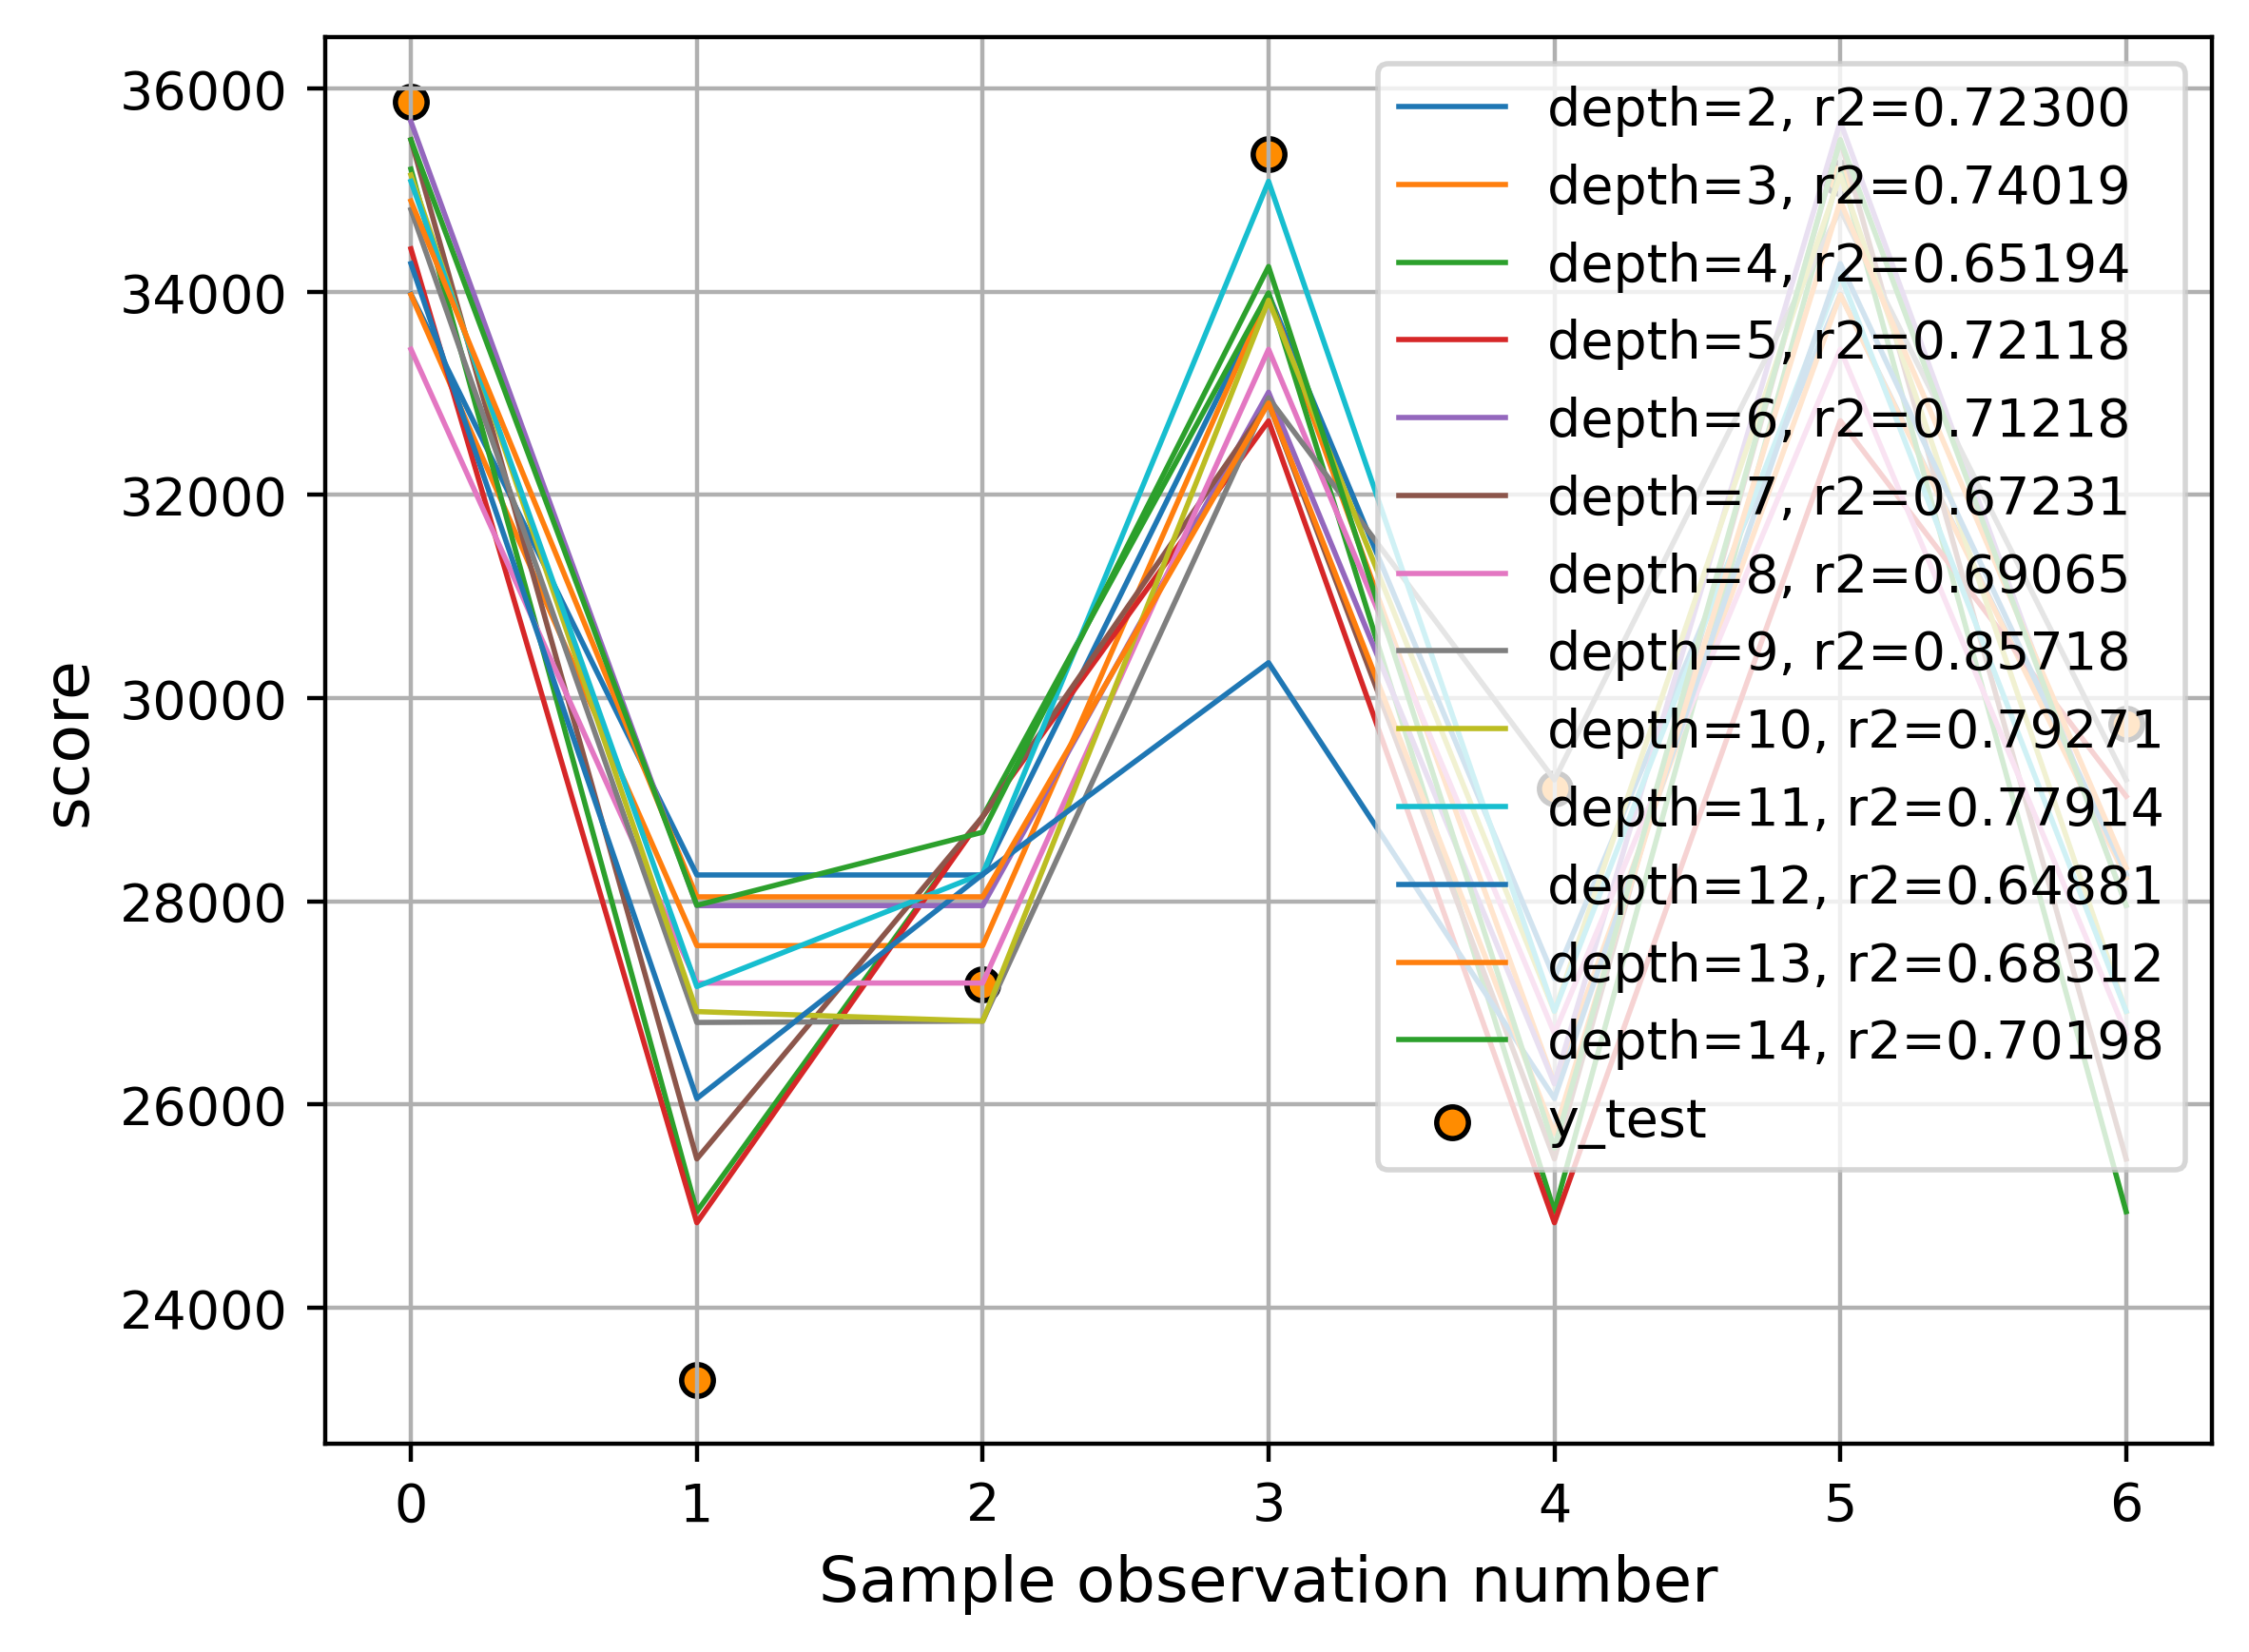 36000
34000
32000
30000
28000
26000
24000
score
0 1 2 3 4 5 6
Sample observation number
depth=2, r2=0.72300
depth=3, r2=0.74019
depth=4, r2=0.65194
depth=5, r2=0.72118
depth=6, r2=0.71218
depth=7, r2=0.67231
depth=8, r2=0.69065
depth=9, r2=0.85718
depth=10, r2=0.79271
depth=11, r2=0.77914
depth=12, r2=0.64881
depth=13, r2=0.68312
depth=14, r2=0.70198
y_test